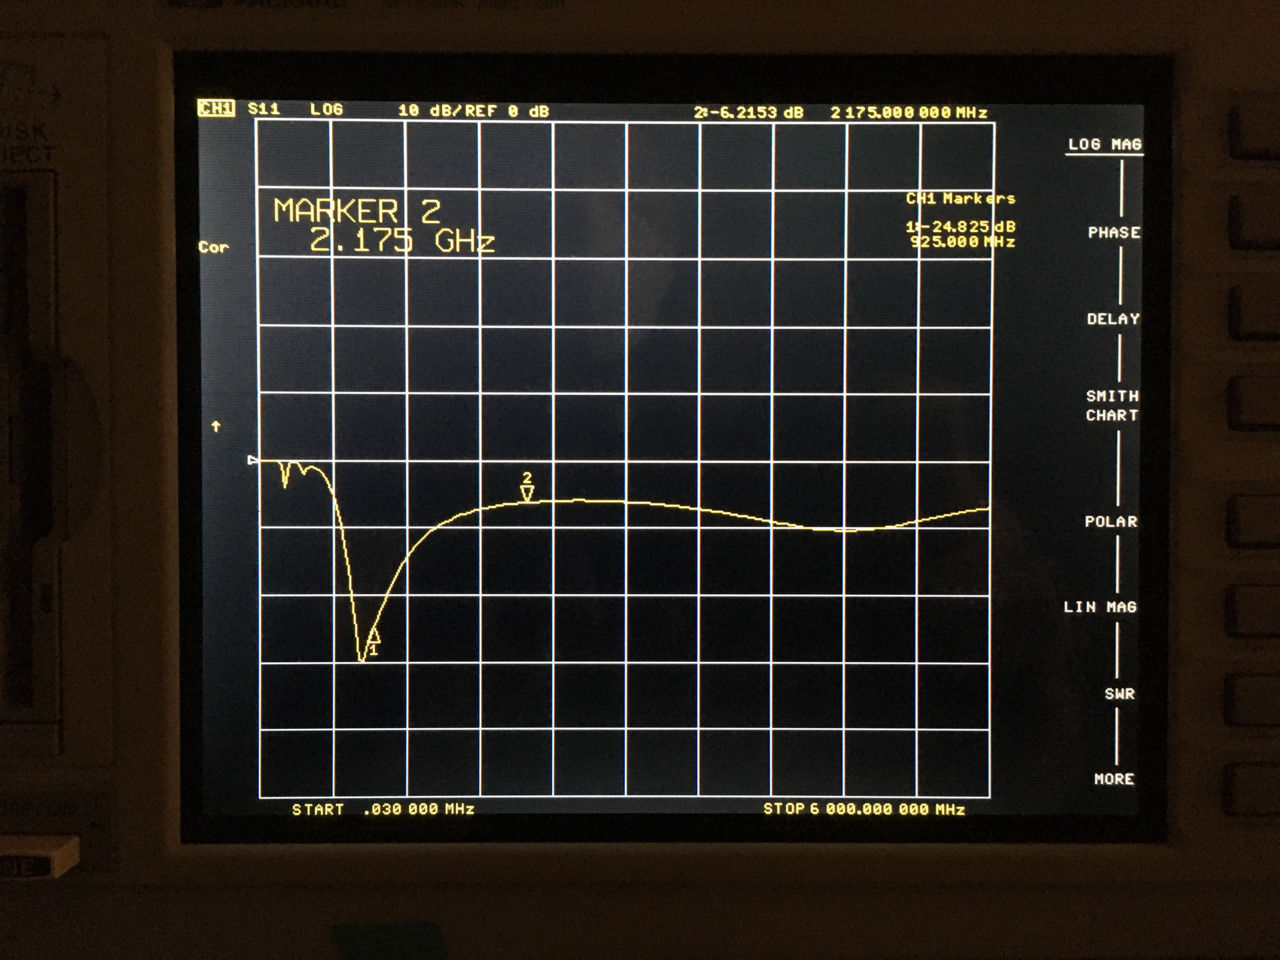 CH1 S11 LOG 10 dB/REF 0 dB 2:-6.2153 dB 2 175.000 000 MHz
LOG MAG
CH1 Markers
MARKER 2
1:-24.825 dB
925.000 MHz
2.175 GHz
Cor
PHASE
DELAY
SMITH
CHART
↑
2
POLAR
LIN MAG
1
SWR
MORE
START .030 000 MHz STOP 6 000.000 000 MHz
DISK